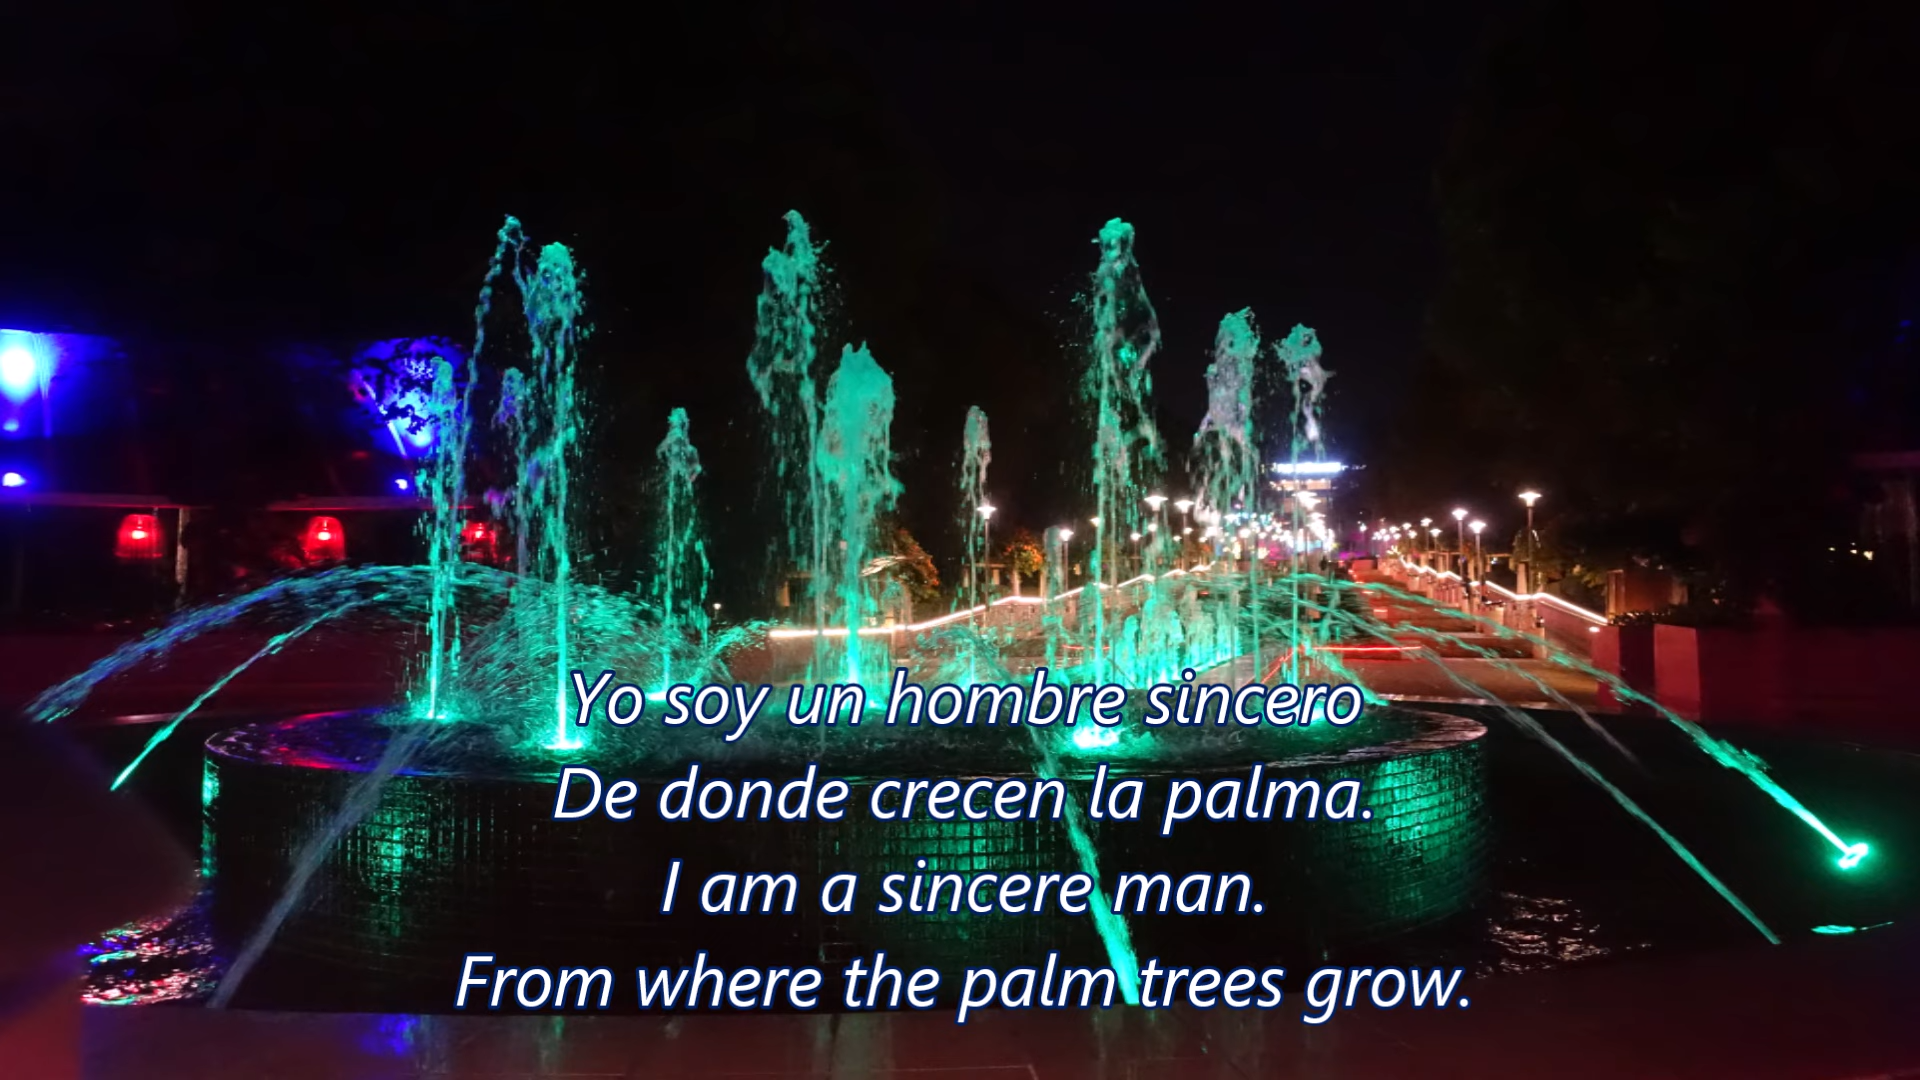 Yo soy un hombre sincero
De donde crecen la palma.
I am a sincere man.
From where the palm trees grow.